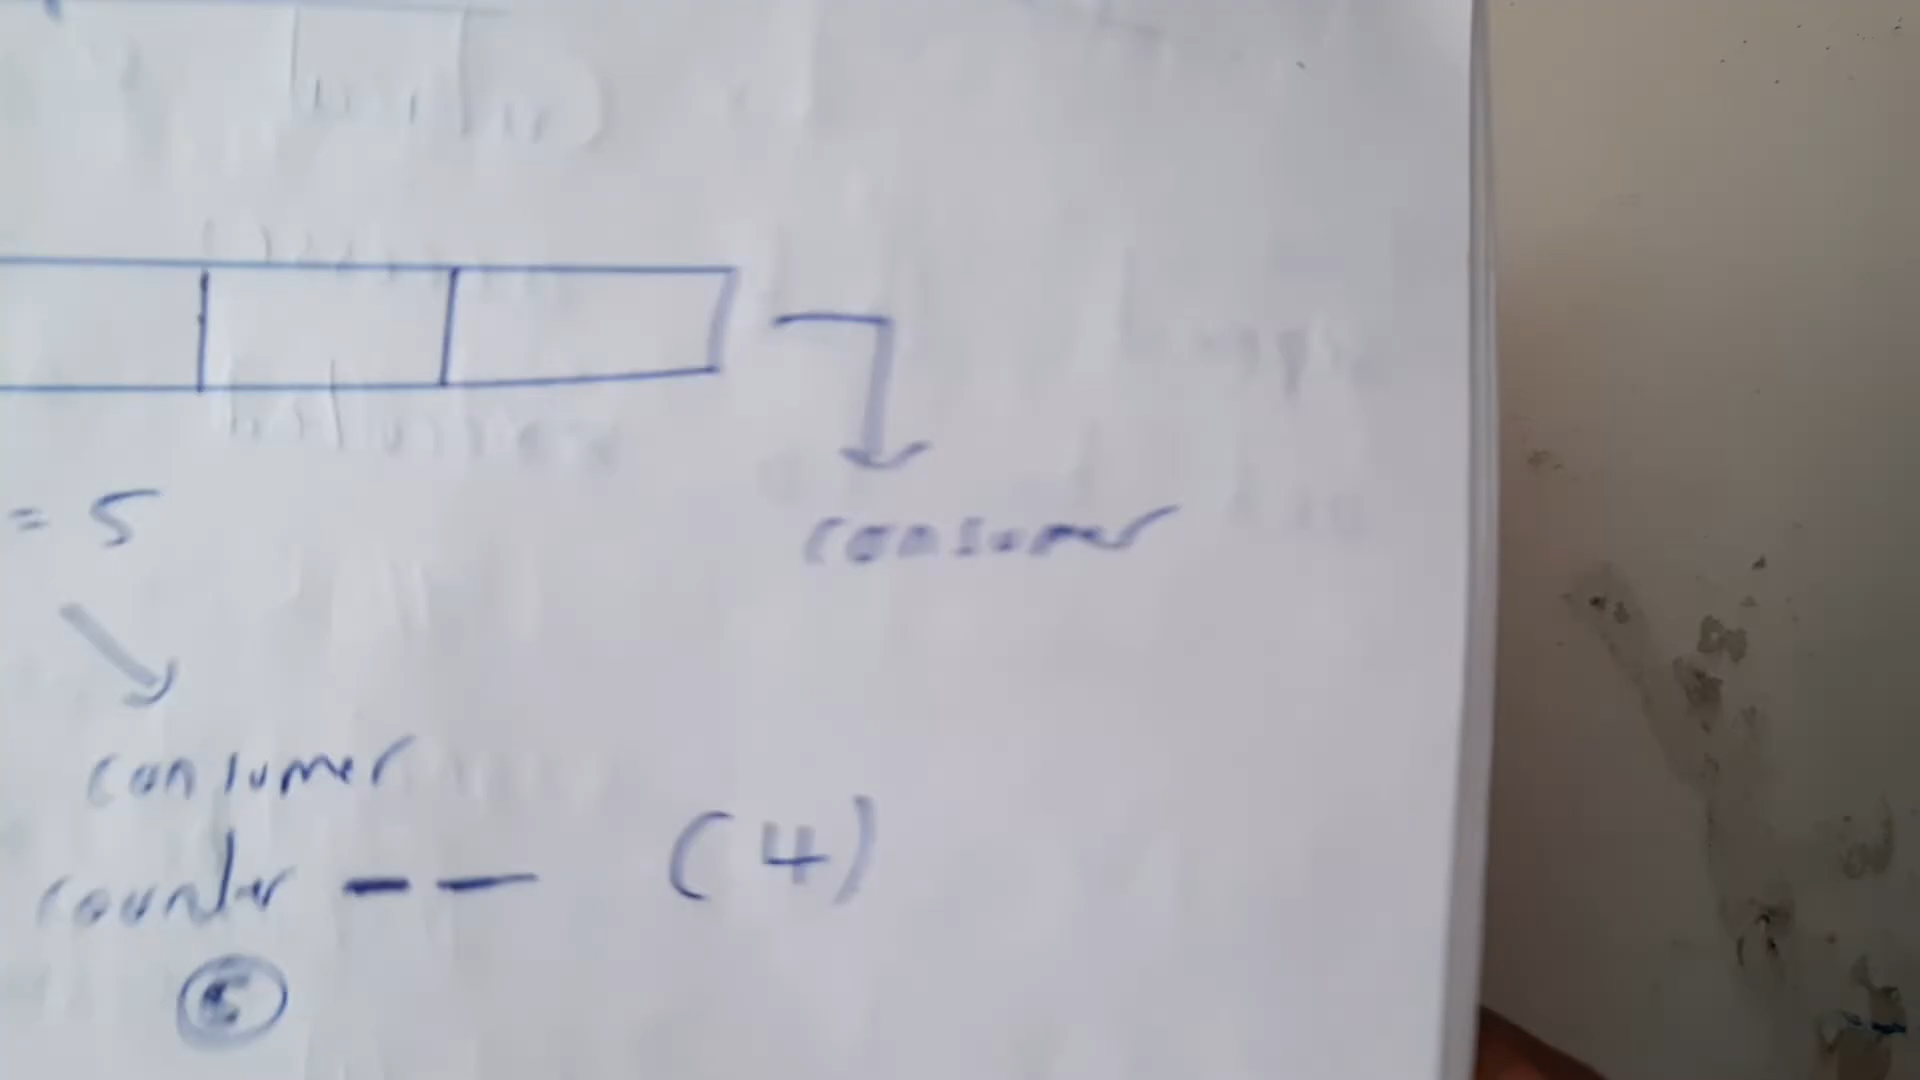 = 5
consumer
consumer
counter -- (4)
5